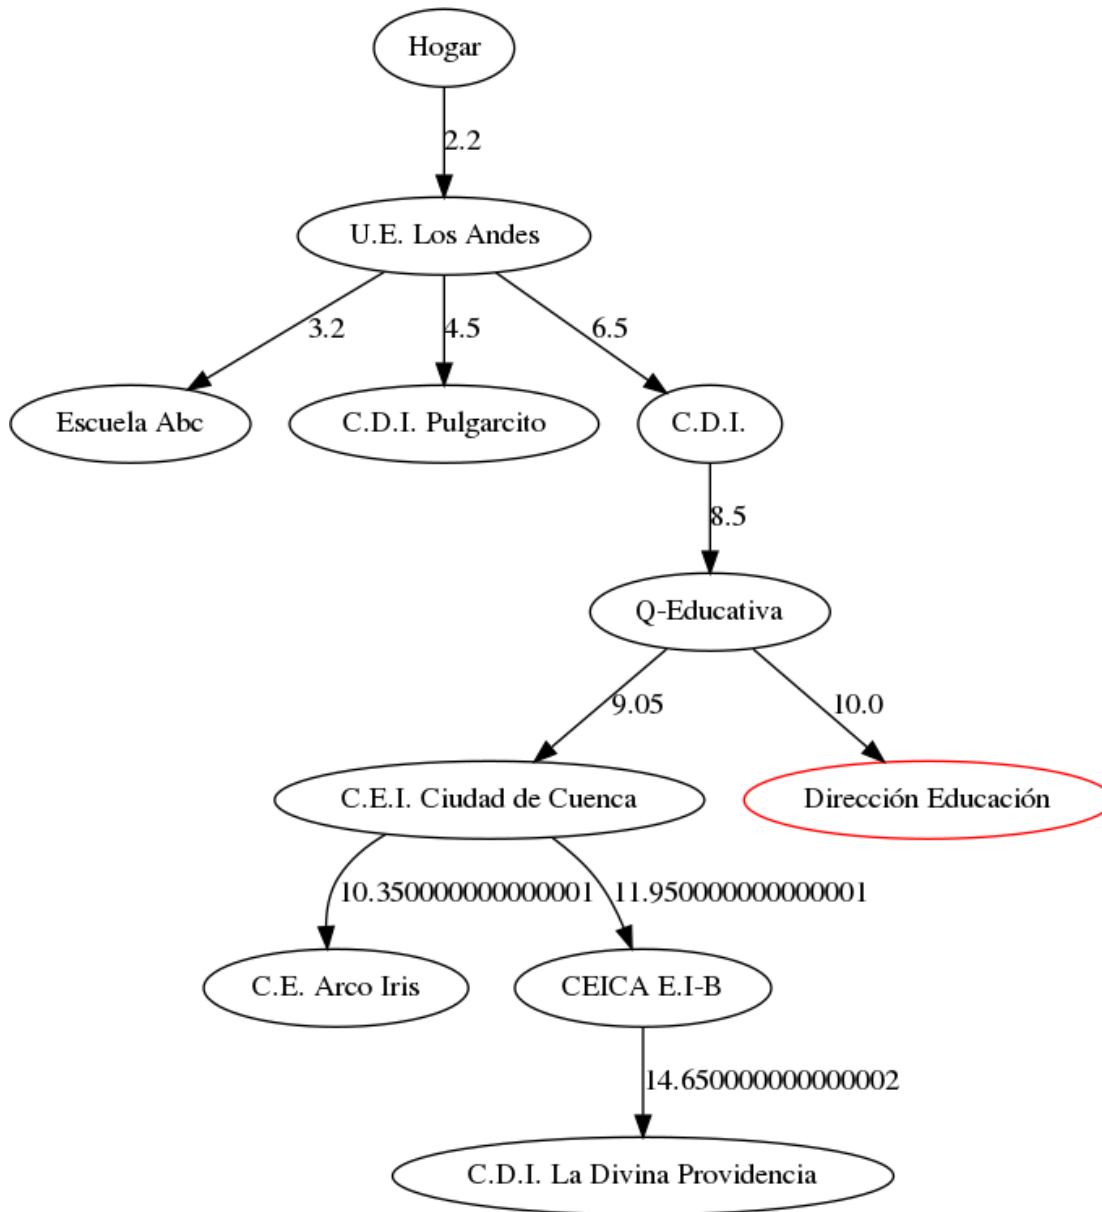 Hogar
2.2
U.E. Los Andes
3.2
4.5
6.5
Escuela Abc
C.D.I. Pulgarcito
C.D.I.
8.5
Q-Educativa
9.05
10.0
C.E.I. Ciudad de Cuenca
Dirección Educación
10.350000000000001
11.950000000000001
C.E. Arco Iris
CEICA E.I-B
14.650000000000002
C.D.I. La Divina Providencia